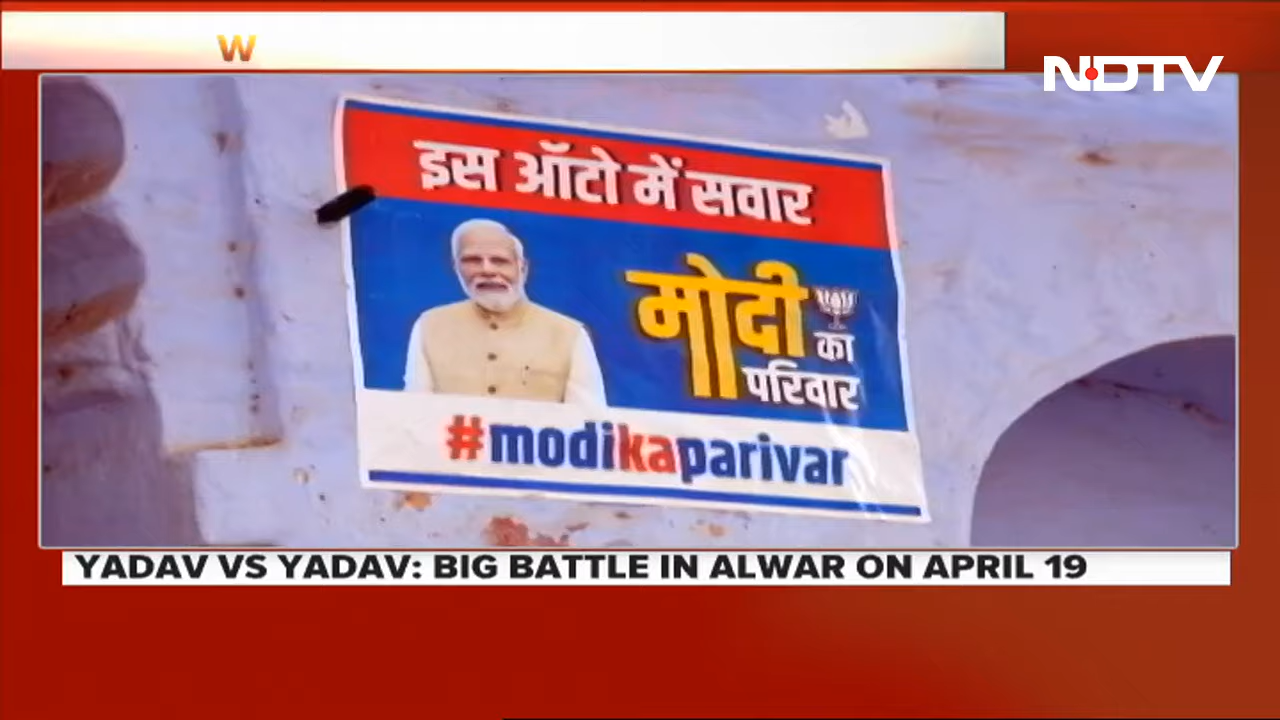 W
NDTV
इस ऑटो में सवार
मोदी
का
परिवार
#modikaparivar
YADAV VS YADAV: BIG BATTLE IN ALWAR ON APRIL 19